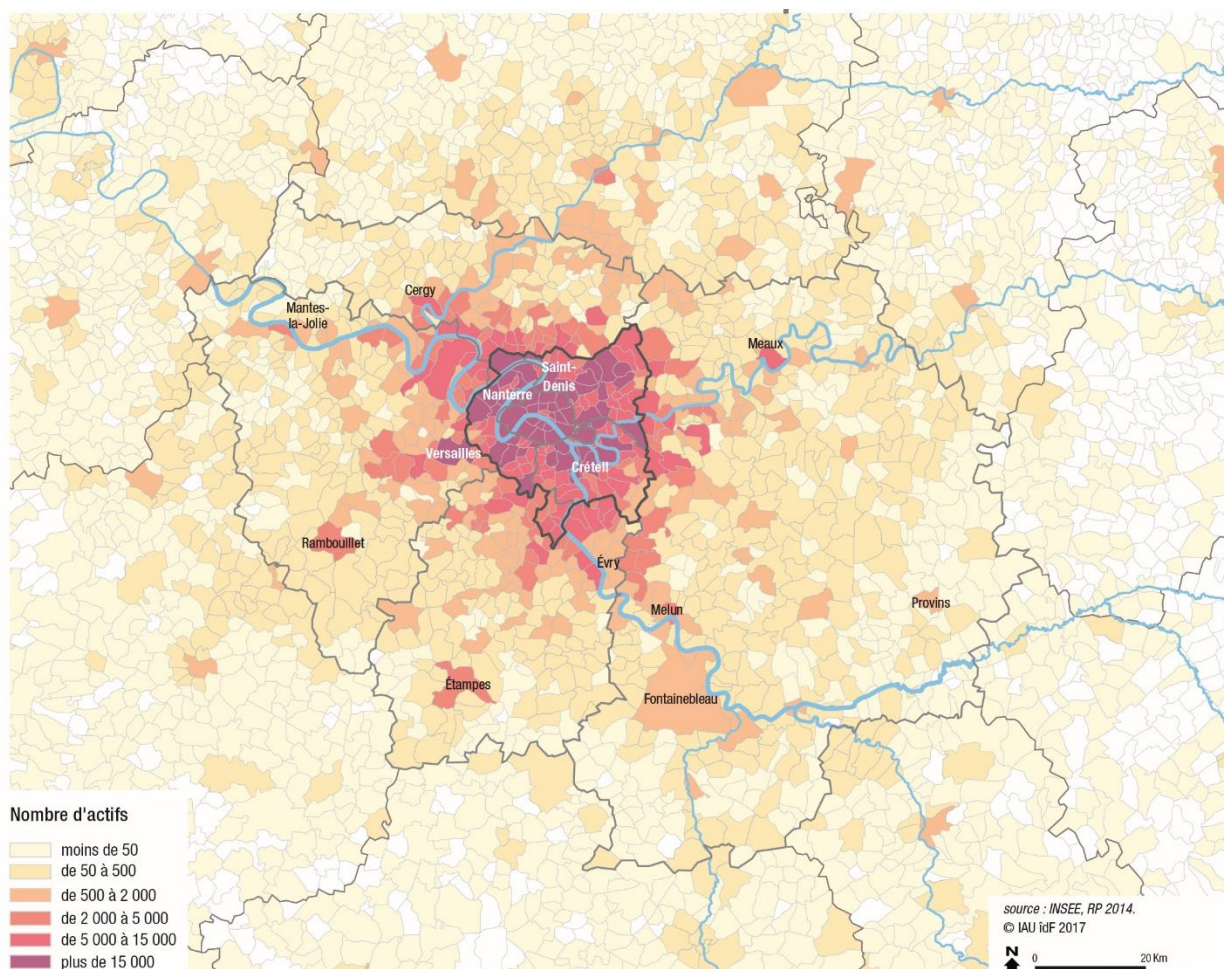 Cergy
Mantes-
la-Jolie
Meaux
Saint-
Denis
Nanterre
Versailles
Créteil
Rambouillet
Évry
Melun
Provins
Étampes
Fontainebleau
Nombre d'actifs
moins de 50
de 50 à 500
de 500 à 2 000
de 2 000 à 5 000
de 5 000 à 15 000
plus de 15 000
source : INSEE, RP 2014.
© IAU îdF 2017
N
0 20 Km